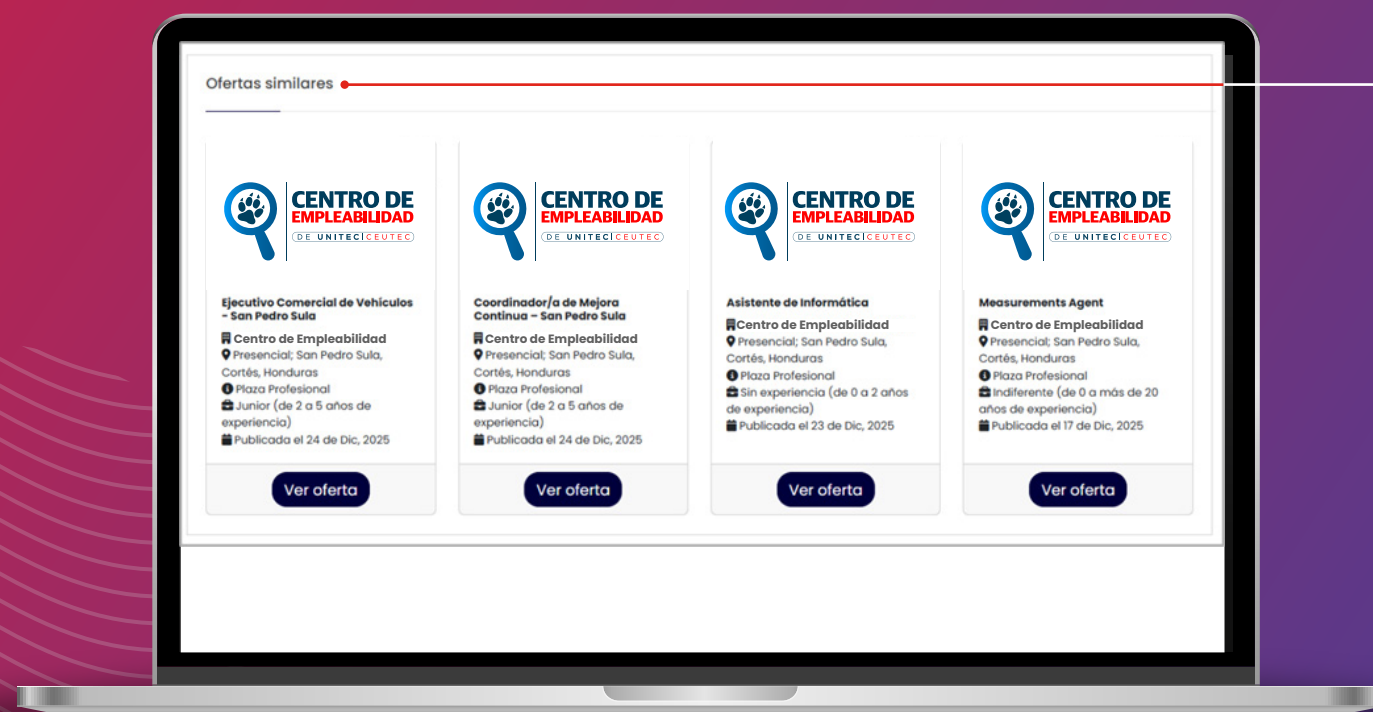 Ofertas similares
CENTRO DE
EMPLEABILIDAD
DE UNITEC CEUTEC
Ejecutivo Comercial de Vehículos
- San Pedro Sula
Centro de Empleabilidad
Presencial; San Pedro Sula,
Cortés, Honduras
Plaza Profesional
Junior (de 2 a 5 años de
experiencia)
Publicada el 24 de Dic, 2025
Ver oferta
CENTRO DE
EMPLEABILIDAD
DE UNITEC CEUTEC
Coordinador/a de Mejora
Continua – San Pedro Sula
Centro de Empleabilidad
Presencial; San Pedro Sula,
Cortés, Honduras
Plaza Profesional
Junior (de 2 a 5 años de
experiencia)
Publicada el 24 de Dic, 2025
Ver oferta
CENTRO DE
EMPLEABILIDAD
DE UNITEC CEUTEC
Asistente de Informática
Centro de Empleabilidad
Presencial; San Pedro Sula,
Cortés, Honduras
Plaza Profesional
Sin experiencia (de 0 a 2 años
de experiencia)
Publicada el 23 de Dic, 2025
Ver oferta
CENTRO DE
EMPLEABILIDAD
DE UNITEC CEUTEC
Measurements Agent
Centro de Empleabilidad
Presencial; San Pedro Sula,
Cortés, Honduras
Plaza Profesional
Indiferente (de 0 a más de 20
años de experiencia)
Publicada el 17 de Dic, 2025
Ver oferta